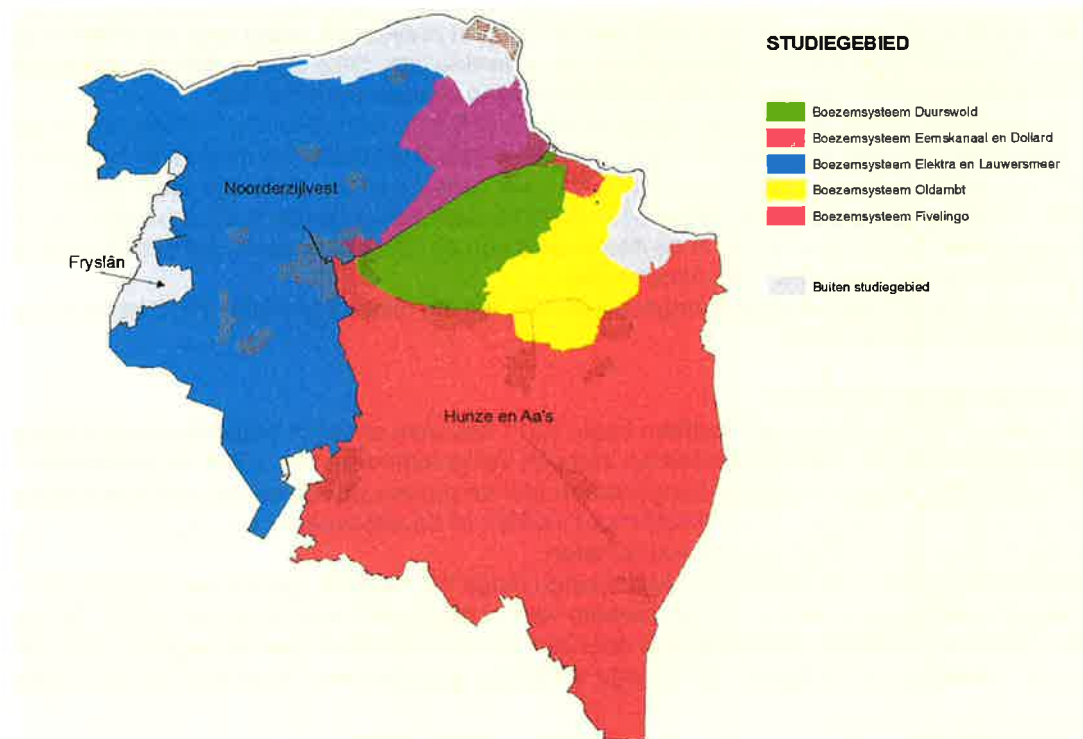 STUDIEGEBIED
Boezemsysteem Duurswold
Boezemsysteem Eemskanaal en Dollard
Boezemsysteem Elektra en Lauwersmeer
Boezemsysteem Oldambt
Boezemsysteem Fivelingo
Buiten studiegebied
Noorderzijlvest
Fryslân
Hunze en Aa's